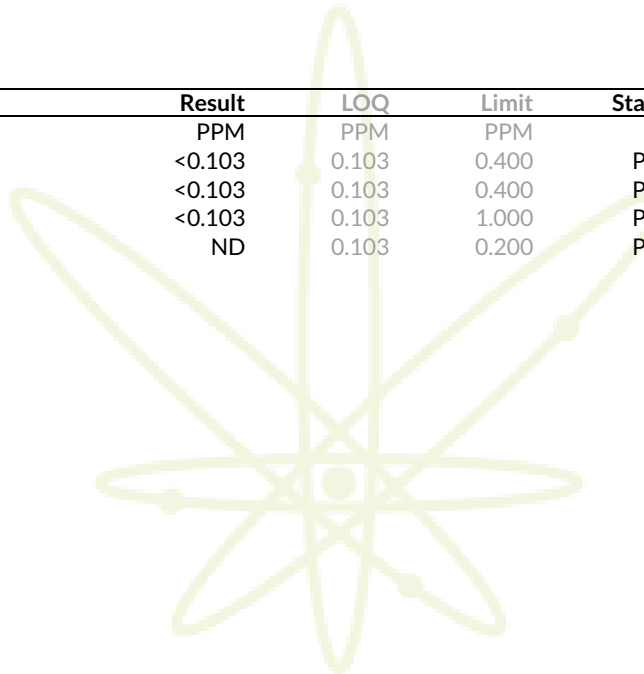 Result LOQ Limit Sta
PPM PPM PPM
<0.103 0.103 0.400 P
<0.103 0.103 0.400 P
<0.103 0.103 1.000 P
ND 0.103 0.200 P